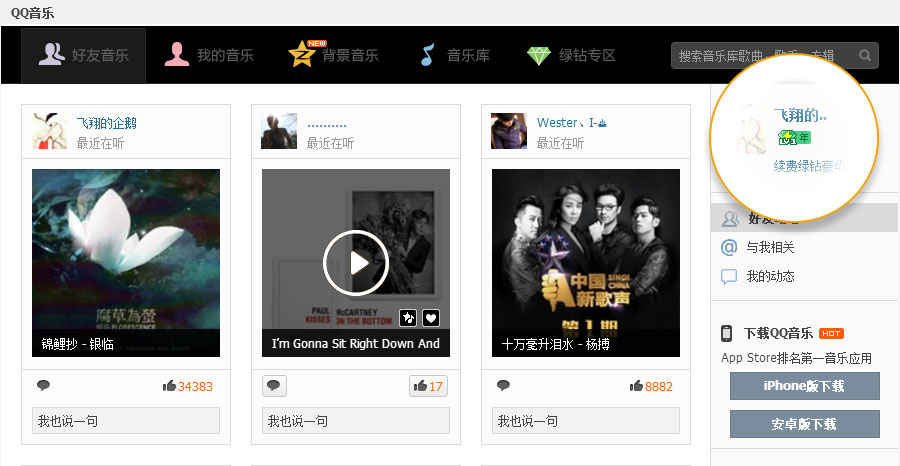 QQ音乐
好友音乐
我的音乐
NEW
背景音乐
音乐库
绿钻专区
搜索音乐库歌曲、歌手、专辑
飞翔的企鹅
最近在听
..........
最近在听
Wester、I-
最近在听
飞翔的..
LV1 年
续费绿钻豪华
腐草為螢
锦鲤抄 - 银临
PAUL McCARTNEY
KISSES ON THE BOTTOM
I’m Gonna Sit Right Down And
中国
新歌声
SING! CHINA
第1期
十万毫升泪水 - 杨搏
34383
17
8882
我也说一句
我也说一句
我也说一句
好友动态
与我相关
我的动态
下载QQ音乐 HOT
App Store排名第一音乐应用
iPhone版下载
安卓版下载